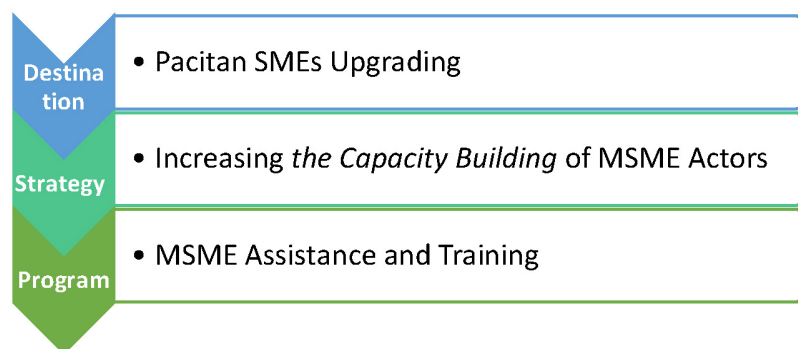 Destina
tion
• Pacitan SMEs Upgrading
Strategy
• Increasing the Capacity Building of MSME Actors
Program
• MSME Assistance and Training